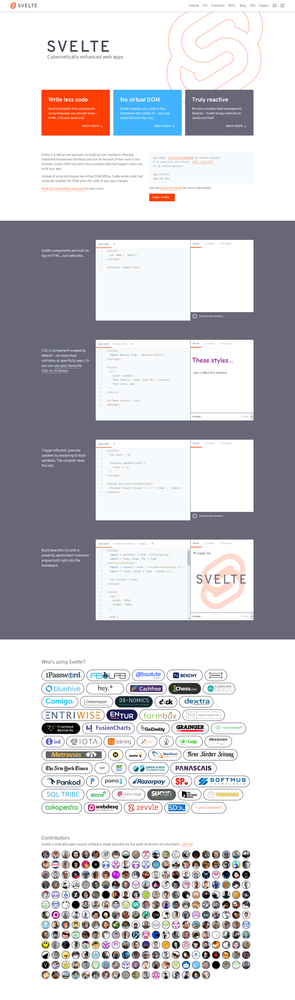 SVELTE
Tutorial API Examples REPL Blog FAQ Sapper
SVELTE
Cybernetically enhanced web apps
Write less code
Build boilerplate-free components
using languages you already know —
HTML, CSS and JavaScript
learn more →
No virtual DOM
Svelte compiles your code to tiny,
framework-less vanilla JS — your app
starts fast and stays fast
learn more →
Truly reactive
No more complex state management
libraries — Svelte brings reactivity to
JavaScript itself
learn more →
Svelte is a radical new approach to building user interfaces. Whereas
traditional frameworks like React and Vue do the bulk of their work in the
browser, Svelte shifts that work into a compile step that happens when you
build your app.
Instead of using techniques like virtual DOM diffing, Svelte writes code that
surgically updates the DOM when the state of your app changes.
Read the introductory blog post to learn more.
npx degit sveltejs/template my-svelte-project
# or download and extract this .zip file
cd my-svelte-project
npm install
npm run dev
See the quickstart guide for more information.
Learn Svelte
Svelte components are built on
top of HTML. Just add data.
App.svelte +
1 <script>
2 let name = 'world';
3 </script>
4
5 <h1>Hello {name}!</h1>
Result JS output CSS output
! loading Svelte compiler...
CSS is component-scoped by
default — no more style
collisions or specificity wars. Or
you can use your favourite
CSS-in-JS library.
App.svelte Nested.svelte +
1 <script>
2 import Nested from './Nested.svelte';
3 </script>
4
5 <style>
6 p {
7 color: purple;
8 font-family: 'Comic Sans MS', cursive;
9 font-size: 2em;
10 }
11 </style>
12
13 <p>These styles...</p>
14 <Nested/>
Result JS output CSS output
These styles...
...don't affect this element
Console CLEAR
Trigger efficient, granular
updates by assigning to local
variables. The compiler does
the rest.
App.svelte +
1 <script>
2 let count = 0;
3
4 function handleClick() {
5 count += 1;
6 }
7 </script>
8
9 <button on:click={handleClick}>
10 Clicked {count} {count === 1 ? 'time' : 'times'}
11 </button>
Result JS output CSS output
! loading Svelte compiler...
Build beautiful UIs with a
powerful, performant transition
engine built right into the
framework.
App.svelte custom-transitions.js shape.js +
1 <script>
2 import { quintOut } from 'svelte/easing';
3 import { fade, draw, fly } from
'svelte/transition';
4 import { expand } from './custom-transitions.js';
5 import { inner, outer } from './shape.js';
6
7 let visible = true;
8 </script>
9
10 <style>
11 svg {
12 width: 100%;
13 height: 100%;
14 }
15
16 path {
Result JS output CSS output
toggle me
SVELTE
Console CLEAR
Who's using Svelte?
1Password ABOLAB @bsolute web BEKCHY BEYONK
bluehive buy.* Cashfree Chess.com CLINICIAN NEXUS
Comigo. Datawrapper DB·NOMICS the world's economic database deck dextra Powered by MUTANT
ENTRIWISE ENTUR farmbox FROM NOW ON
Frontend Bastards FusionCharts GoDaddy GRAINGER HEALTHTREE
in1 IOTA itslearning jacoux Luigi Mentor CV
Metrovias M nesta Nonkosi Telecoms Neue Zürcher Zeitung
The New York Times OPEN STATE FOUNDATION PANASCAIS
Pankod P paina Razorpay SP. SOFTMUS TECNOLOGIA
SQL TRIBE stone Strix Cloud SUCURI THE SOFTWARE HOUSE TIMBERDOME
tokopedia webdesq web engineering zevvle SD:>_ + your company?
Contributors
Svelte is free and open source software, made possible by the work of dozens of volunteers. Join us!
Duff
Z
CM
Dale
V